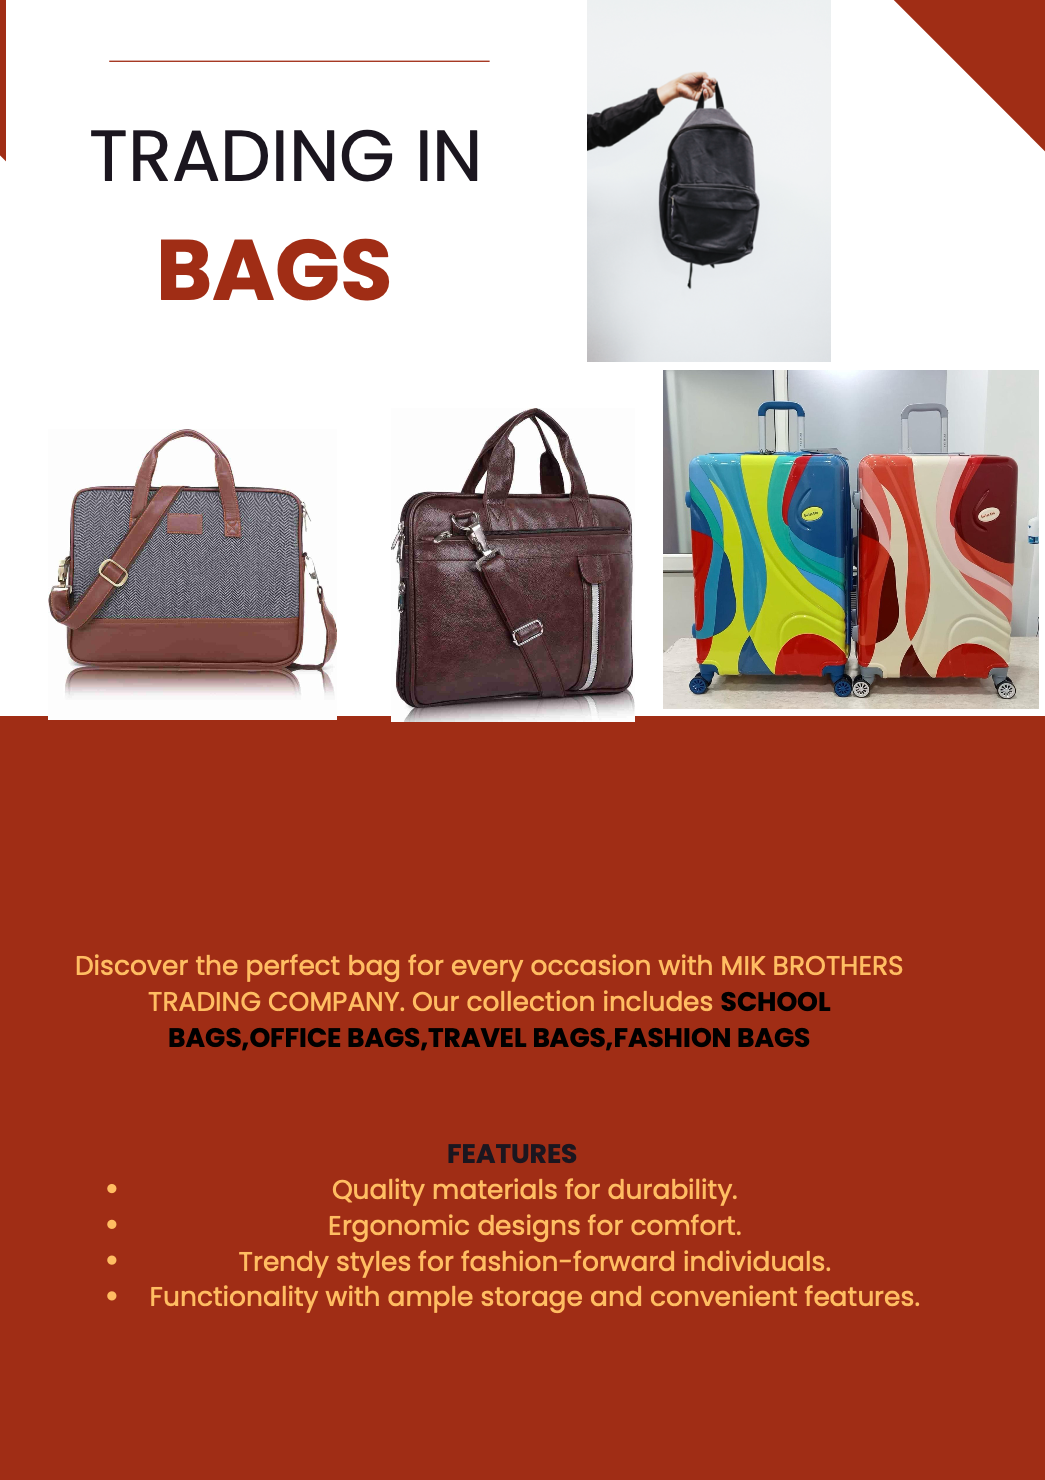 TRADING IN
BAGS
Discover the perfect bag for every occasion with MIK BROTHERS
TRADING COMPANY. Our collection includes SCHOOL
BAGS,OFFICE BAGS,TRAVEL BAGS,FASHION BAGS
FEATURES
• Quality materials for durability.
• Ergonomic designs for comfort.
• Trendy styles for fashion-forward individuals.
• Functionality with ample storage and convenient features.